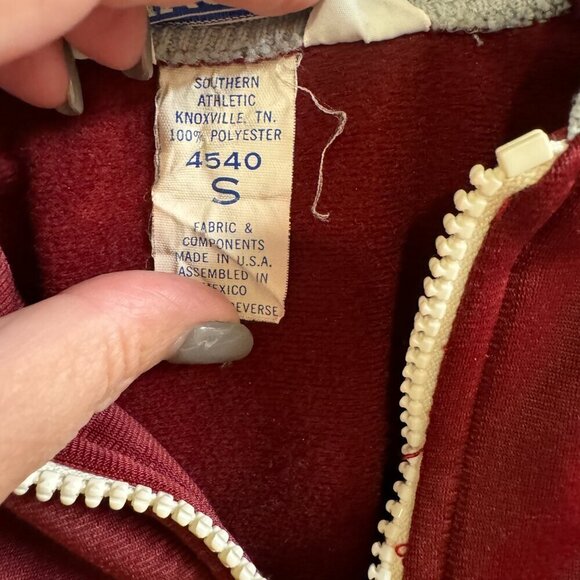 SOUTHERN
ATHLETIC
KNOXVILLE, TN.
100% POLYESTER
4540
S
FABRIC &
COMPONENTS
MADE IN U.S.A.
ASSEMBLED IN
MEXICO
REVERSE